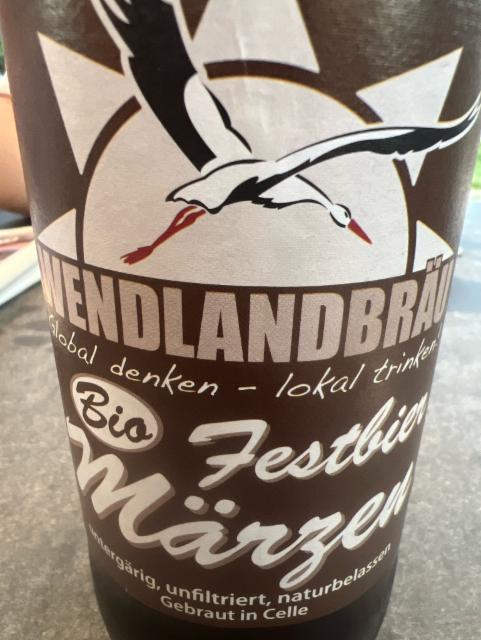 WENDLANDBRÄU
Global denken - lokal trinken!
Bio
Festbier
Märzen
untergärig, unfiltriert, naturbelassen
Gebraut in Celle